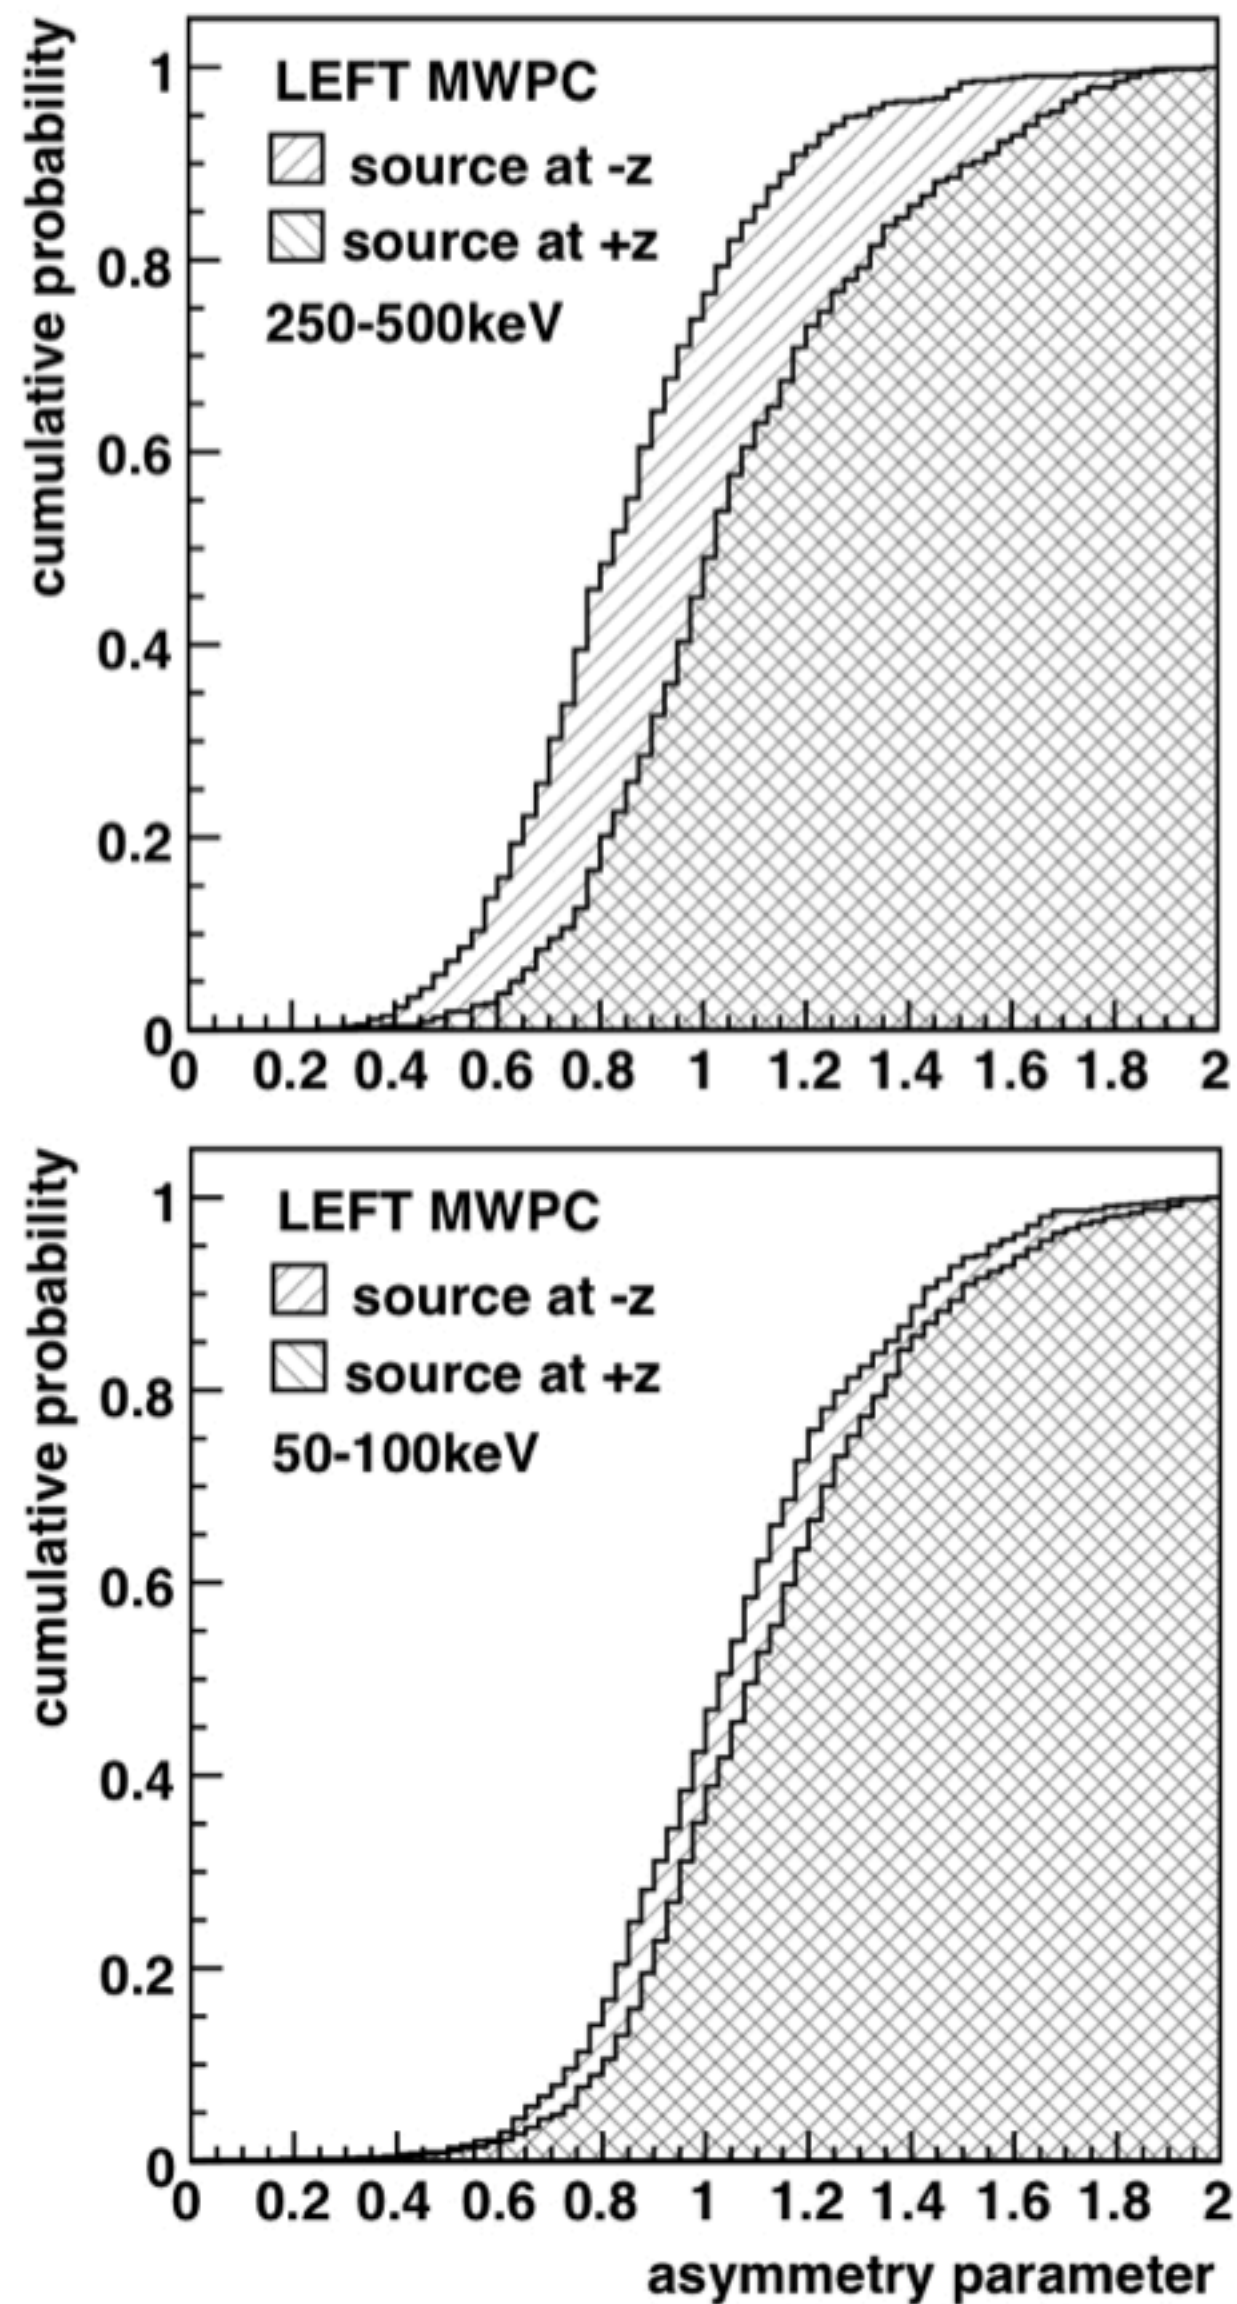 cumulative probability
1
0.8
0.6
0.4
0.2
0
LEFT MWPC
source at -z
source at +z
250-500keV
0 0.2 0.4 0.6 0.8 1 1.2 1.4 1.6 1.8 2
cumulative probability
1
0.8
0.6
0.4
0.2
0
LEFT MWPC
source at -z
source at +z
50-100keV
0 0.2 0.4 0.6 0.8 1 1.2 1.4 1.6 1.8 2
asymmetry parameter